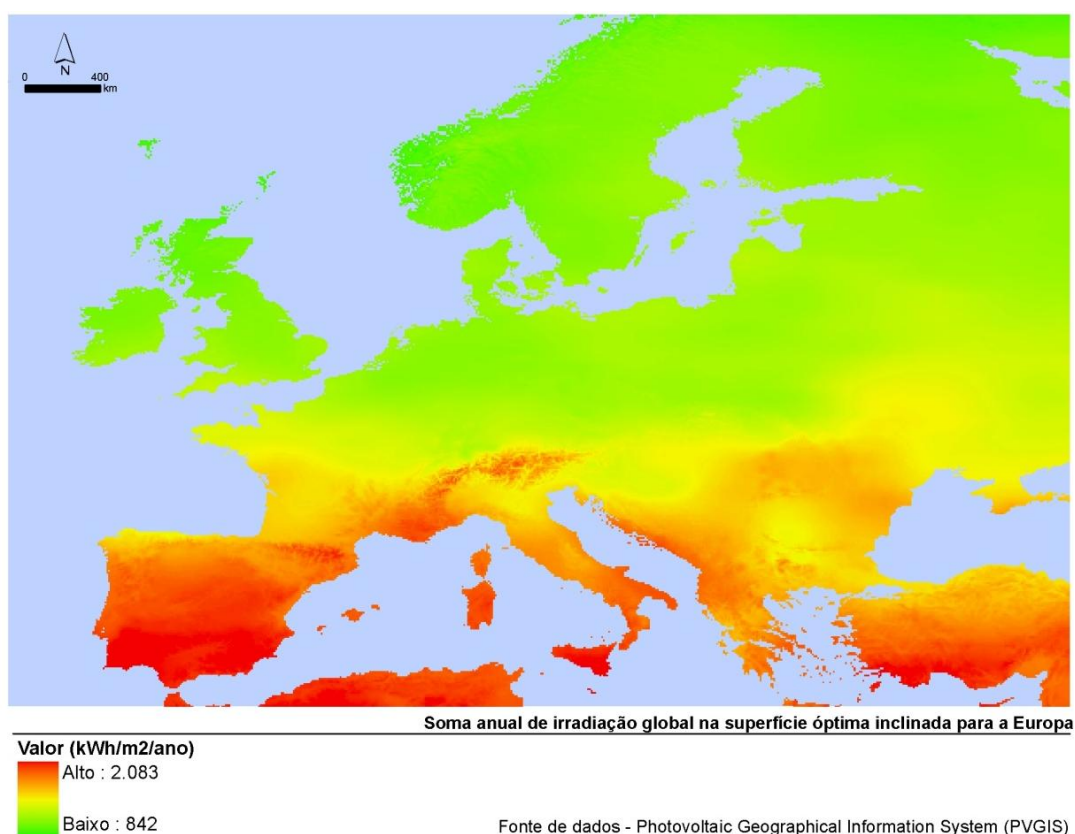 N
0 400
km
Soma anual de irradiação global na superfície óptima inclinada para a Europa
Valor (kWh/m2/ano)
Alto : 2.083
Baixo : 842
Fonte de dados - Photovoltaic Geographical Information System (PVGIS)